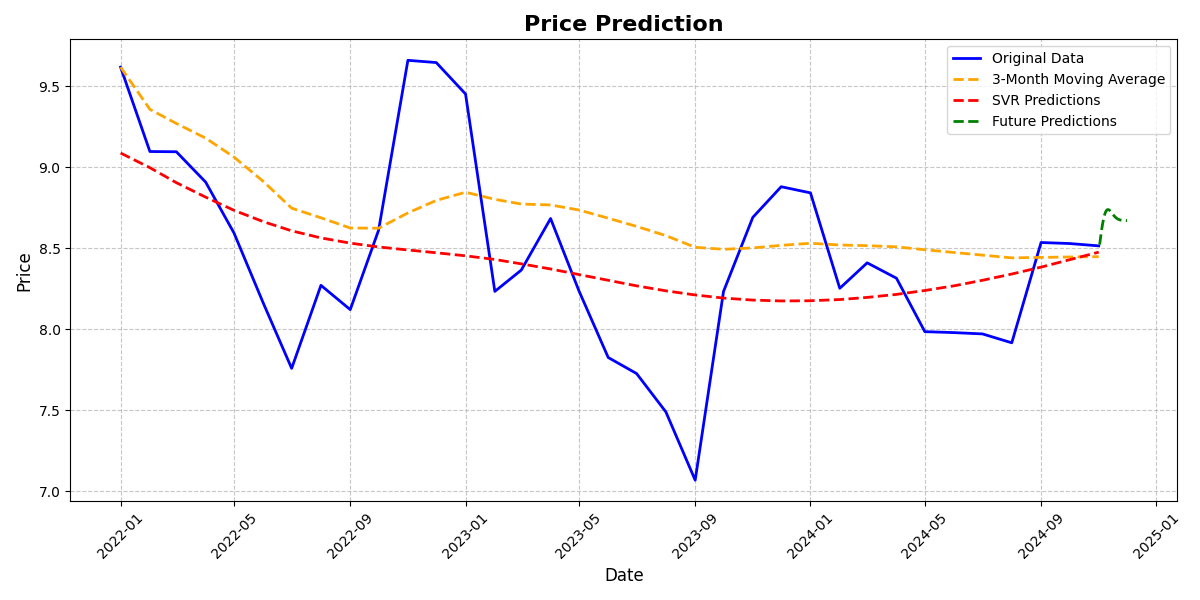 Price Prediction
Original Data
3-Month Moving Average
SVR Predictions
Future Predictions
Price
9.5
9.0
8.5
8.0
7.5
7.0
2022-01
2022-05
2022-09
2023-01
2023-05
2023-09
2024-01
2024-05
2024-09
2025-01
Date